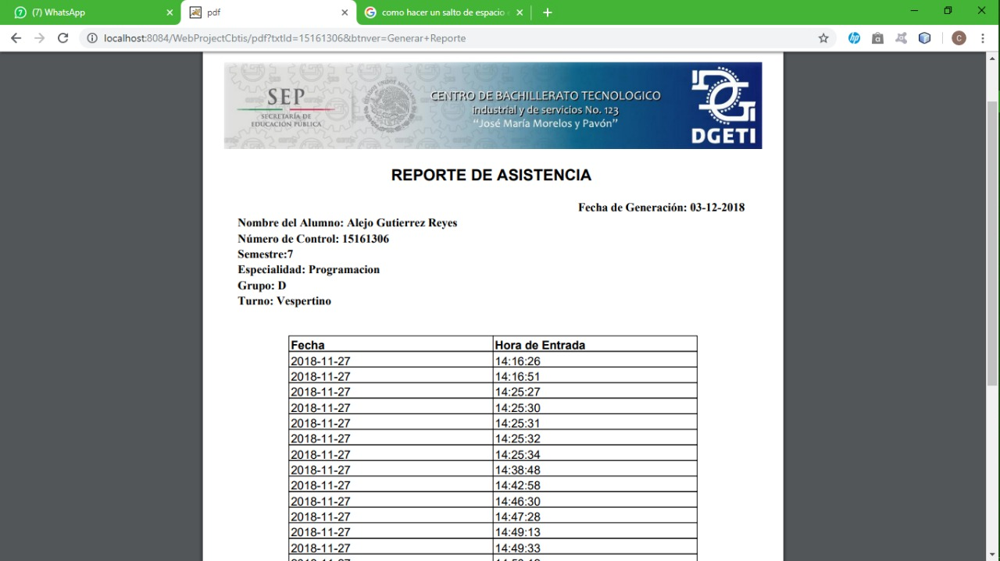 (7) WhatsApp
pdf
como hacer un salto de espacio
localhost:8084/WebProjectCbtis/pdf?txtId=15161306&btnver=Generar+Reporte
SEP
SECRETARÍA DE
EDUCACIÓN PÚBLICA
ESTADOS UNIDOS MEXICANOS
CENTRO DE BACHILLERATO TECNOLOGICO
industrial y de servicios No. 123
“José María Morelos y Pavón”
DGETI
REPORTE DE ASISTENCIA
Fecha de Generación: 03-12-2018
Nombre del Alumno: Alejo Gutierrez Reyes
Número de Control: 15161306
Semestre:7
Especialidad: Programacion
Grupo: D
Turno: Vespertino
Fecha Hora de Entrada
2018-11-27 14:16:26
2018-11-27 14:16:51
2018-11-27 14:25:27
2018-11-27 14:25:30
2018-11-27 14:25:31
2018-11-27 14:25:32
2018-11-27 14:25:34
2018-11-27 14:38:48
2018-11-27 14:42:58
2018-11-27 14:46:30
2018-11-27 14:47:28
2018-11-27 14:49:13
2018-11-27 14:49:33